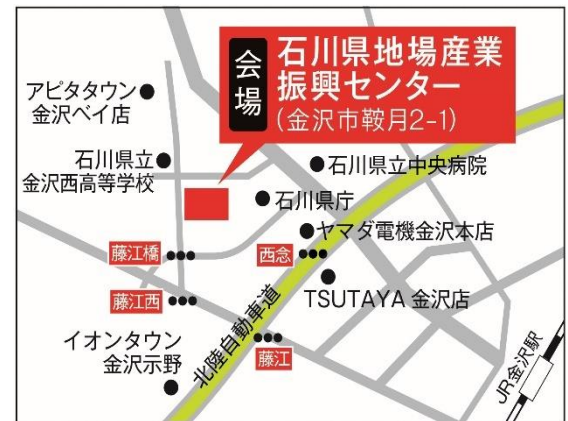 会場
石川県地場産業
振興センター
(金沢市鞍月2-1)
アピタタウン
金沢ベイ店
石川県立
金沢西高等学校
石川県立中央病院
石川県庁
ヤマダ電機金沢本店
藤江橋
西念
藤江西
TSUTAYA 金沢店
イオンタウン
金沢示野
北陸自動車道
藤江
JR金沢駅